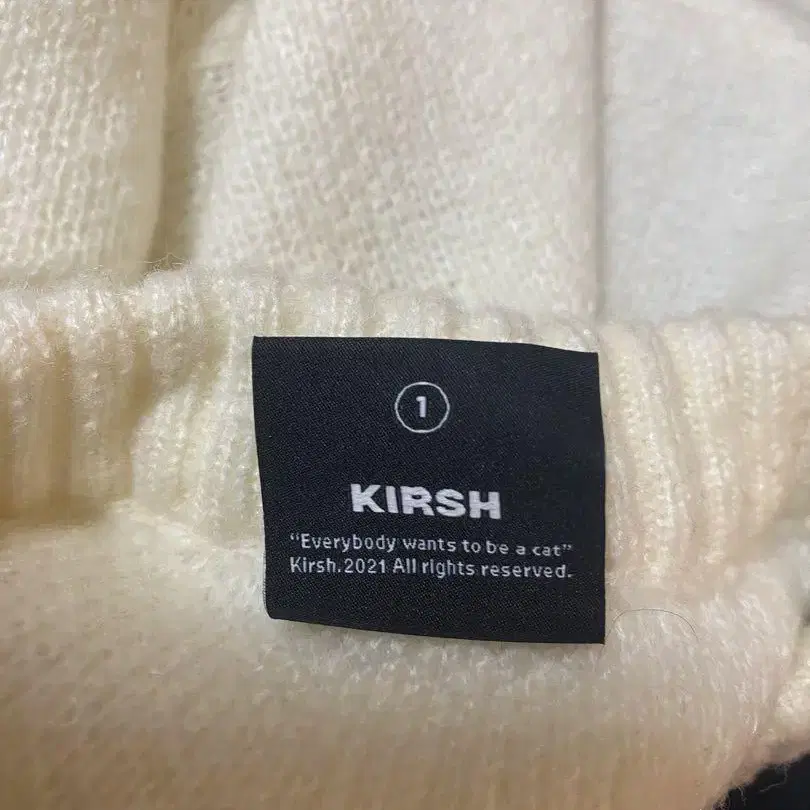 1
KIRSH
"Everybody wants to be a cat"
Kirsh.2021 All rights reserved.